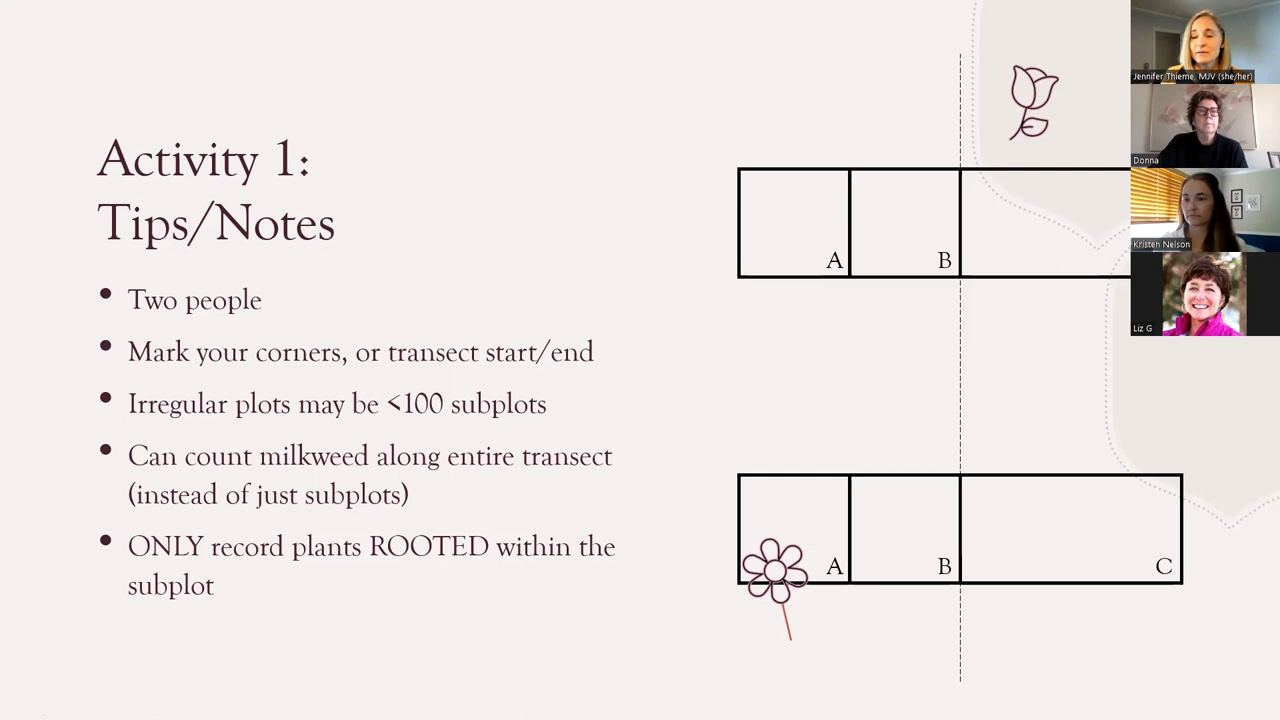 Activity 1:
Tips/Notes
• Two people
• Mark your corners, or transect start/end
• Irregular plots may be <100 subplots
• Can count milkweed along entire transect
(instead of just subplots)
• ONLY record plants ROOTED within the
subplot
A
B
A
B
C
Jennifer Thieme, MJV (she/her)
Donna
Kristen Nelson
Liz G